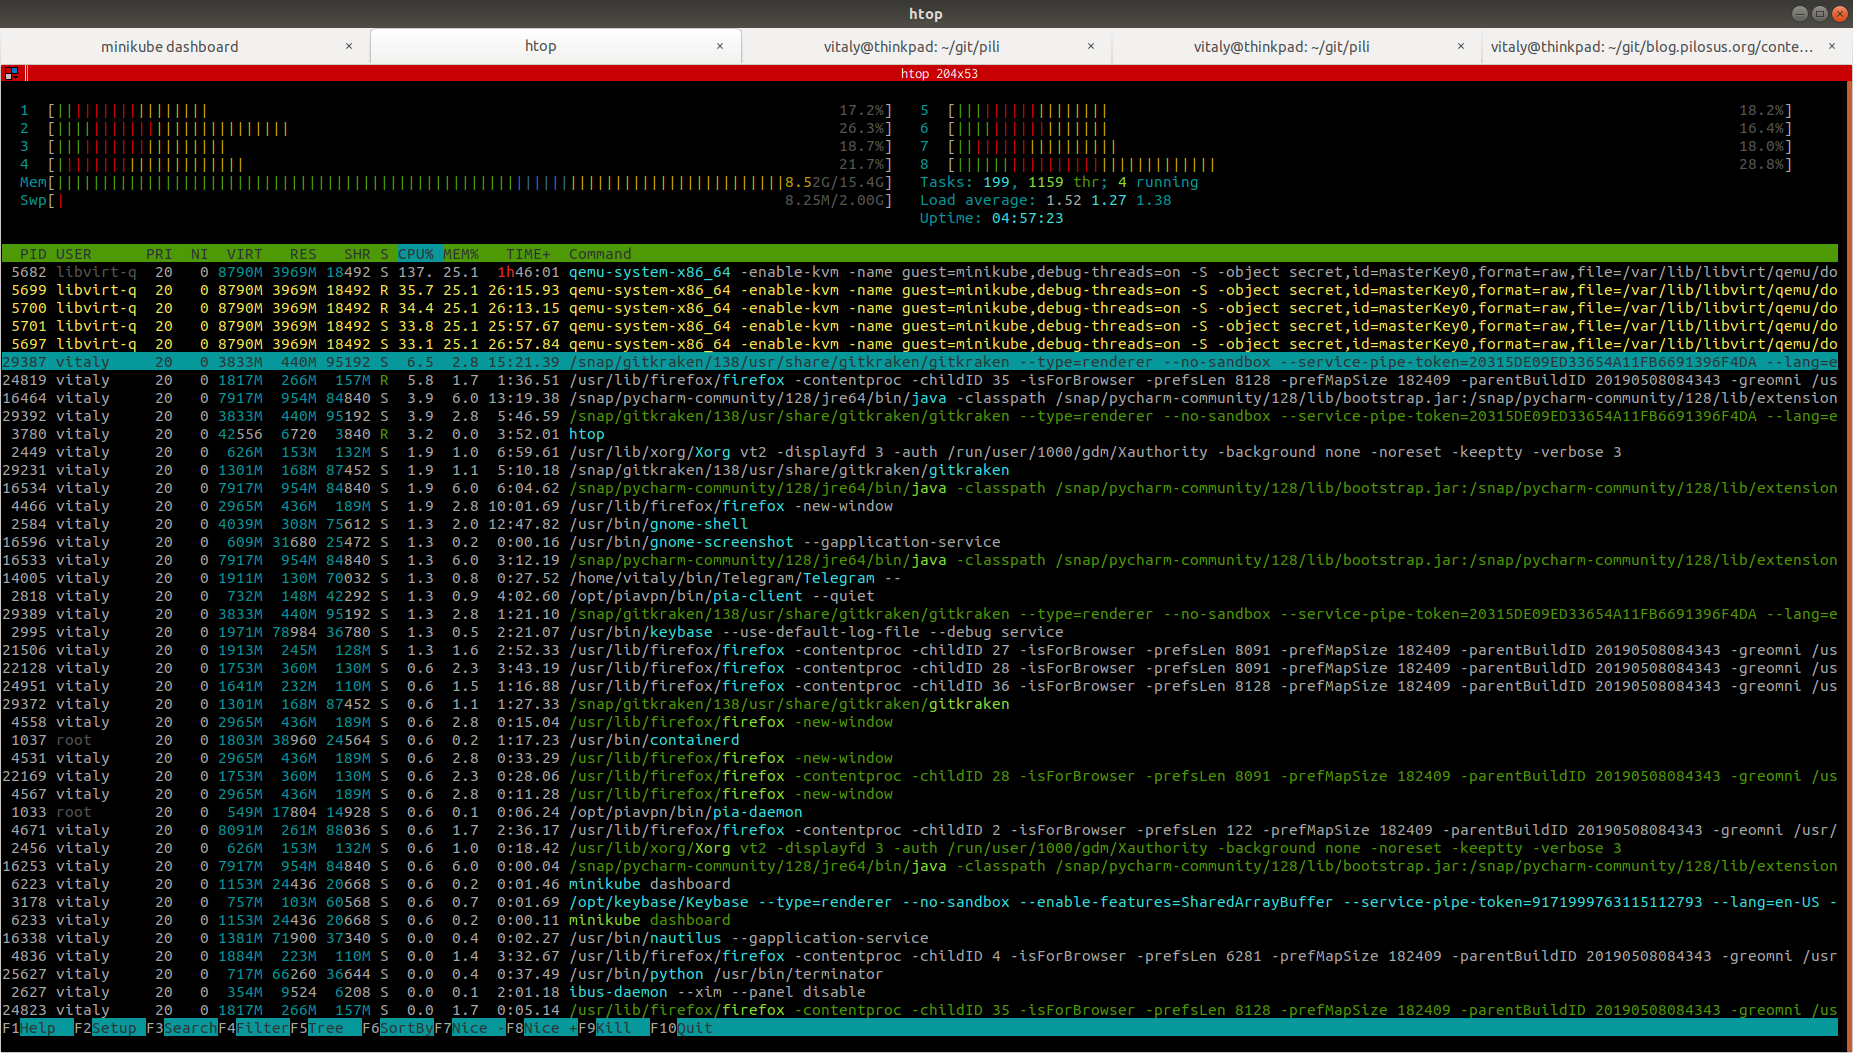 htop
minikube dashboard × htop × vitaly@thinkpad: ~/git/pili × vitaly@thinkpad: ~/git/pili × vitaly@thinkpad: ~/git/blog.pilosus.org/conte... ×
htop 204x53
1 [||||||||||||||||| 17.2%] 5 [||||||||||||||||| 18.2%]
2 [|||||||||||||||||||||||||| 26.3%] 6 [||||||||||||||||| 16.4%]
3 [||||||||||||||||||| 18.7%] 7 [|||||||||||||||||| 18.0%]
4 [||||||||||||||||||||| 21.7%] 8 [||||||||||||||||||||||||||||| 28.8%]
Mem[|||||||||||||||||||||||||||||||||||||||||||||||||||||||||||||||||||||||||||||||||8.52G/15.4G] Tasks: 199, 1159 thr; 4 running
Swp[| 8.25M/2.00G] Load average: 1.52 1.27 1.38
Uptime: 04:57:23
PID USER PRI NI VIRT RES SHR S CPU% MEM% TIME+ Command
5682 libvirt-q 20 0 8790M 3969M 18492 S 137. 25.1 1h46:01 qemu-system-x86_64 -enable-kvm -name guest=minikube,debug-threads=on -S -object secret,id=masterKey0,format=raw,file=/var/lib/libvirt/qemu/do
5699 libvirt-q 20 0 8790M 3969M 18492 R 35.7 25.1 26:15.93 qemu-system-x86_64 -enable-kvm -name guest=minikube,debug-threads=on -S -object secret,id=masterKey0,format=raw,file=/var/lib/libvirt/qemu/do
5700 libvirt-q 20 0 8790M 3969M 18492 R 34.4 25.1 26:13.15 qemu-system-x86_64 -enable-kvm -name guest=minikube,debug-threads=on -S -object secret,id=masterKey0,format=raw,file=/var/lib/libvirt/qemu/do
5701 libvirt-q 20 0 8790M 3969M 18492 S 33.8 25.1 25:57.67 qemu-system-x86_64 -enable-kvm -name guest=minikube,debug-threads=on -S -object secret,id=masterKey0,format=raw,file=/var/lib/libvirt/qemu/do
5697 libvirt-q 20 0 8790M 3969M 18492 S 33.1 25.1 26:57.84 qemu-system-x86_64 -enable-kvm -name guest=minikube,debug-threads=on -S -object secret,id=masterKey0,format=raw,file=/var/lib/libvirt/qemu/do
29387 vitaly 20 0 3833M 440M 95192 S 6.5 2.8 15:21.39 /snap/gitkraken/138/usr/share/gitkraken/gitkraken --type=renderer --no-sandbox --service-pipe-token=20315DE09ED33654A11FB6691396F4DA --lang=e
24819 vitaly 20 0 1817M 266M 157M R 5.8 1.7 1:36.51 /usr/lib/firefox/firefox -contentproc -childID 35 -isForBrowser -prefsLen 8128 -prefMapSize 182409 -parentBuildID 20190508084343 -greomni /us
16464 vitaly 20 0 7917M 954M 84840 S 3.9 6.0 13:19.38 /snap/pycharm-community/128/jre64/bin/java -classpath /snap/pycharm-community/128/lib/bootstrap.jar:/snap/pycharm-community/128/lib/extension
29392 vitaly 20 0 3833M 440M 95192 S 3.9 2.8 5:46.59 /snap/gitkraken/138/usr/share/gitkraken/gitkraken --type=renderer --no-sandbox --service-pipe-token=20315DE09ED33654A11FB6691396F4DA --lang=e
3780 vitaly 20 0 42556 6720 3840 R 3.2 0.0 3:52.01 htop
2449 vitaly 20 0 626M 153M 132M S 1.9 1.0 6:59.61 /usr/lib/xorg/Xorg vt2 -displayfd 3 -auth /run/user/1000/gdm/Xauthority -background none -noreset -keeptty -verbose 3
29231 vitaly 20 0 1301M 168M 87452 S 1.9 1.1 5:10.18 /snap/gitkraken/138/usr/share/gitkraken/gitkraken
16534 vitaly 20 0 7917M 954M 84840 S 1.9 6.0 6:04.62 /snap/pycharm-community/128/jre64/bin/java -classpath /snap/pycharm-community/128/lib/bootstrap.jar:/snap/pycharm-community/128/lib/extension
4466 vitaly 20 0 2965M 436M 189M S 1.9 2.8 10:01.69 /usr/lib/firefox/firefox -new-window
2584 vitaly 20 0 4039M 308M 75612 S 1.3 2.0 12:47.82 /usr/bin/gnome-shell
16596 vitaly 20 0 609M 31680 25472 S 1.3 0.2 0:00.16 /usr/bin/gnome-screenshot --gapplication-service
16533 vitaly 20 0 7917M 954M 84840 S 1.3 6.0 3:12.19 /snap/pycharm-community/128/jre64/bin/java -classpath /snap/pycharm-community/128/lib/bootstrap.jar:/snap/pycharm-community/128/lib/extension
14005 vitaly 20 0 1911M 130M 70032 S 1.3 0.8 0:27.52 /home/vitaly/bin/Telegram/Telegram --
2818 vitaly 20 0 732M 148M 42292 S 1.3 0.9 4:02.60 /opt/piavpn/bin/pia-client --quiet
29389 vitaly 20 0 3833M 440M 95192 S 1.3 2.8 1:21.10 /snap/gitkraken/138/usr/share/gitkraken/gitkraken --type=renderer --no-sandbox --service-pipe-token=20315DE09ED33654A11FB6691396F4DA --lang=e
2995 vitaly 20 0 1971M 78984 36780 S 1.3 0.5 2:21.07 /usr/bin/keybase --use-default-log-file --debug service
21506 vitaly 20 0 1913M 245M 128M S 1.3 1.6 2:52.33 /usr/lib/firefox/firefox -contentproc -childID 27 -isForBrowser -prefsLen 8091 -prefMapSize 182409 -parentBuildID 20190508084343 -greomni /us
22128 vitaly 20 0 1753M 360M 130M S 0.6 2.3 3:43.19 /usr/lib/firefox/firefox -contentproc -childID 28 -isForBrowser -prefsLen 8091 -prefMapSize 182409 -parentBuildID 20190508084343 -greomni /us
24951 vitaly 20 0 1641M 232M 110M S 0.6 1.5 1:16.88 /usr/lib/firefox/firefox -contentproc -childID 36 -isForBrowser -prefsLen 8128 -prefMapSize 182409 -parentBuildID 20190508084343 -greomni /us
29372 vitaly 20 0 1301M 168M 87452 S 0.6 1.1 1:27.33 /snap/gitkraken/138/usr/share/gitkraken/gitkraken
4558 vitaly 20 0 2965M 436M 189M S 0.6 2.8 0:15.04 /usr/lib/firefox/firefox -new-window
1037 root 20 0 1803M 38960 24564 S 0.6 0.2 1:17.23 /usr/bin/containerd
4531 vitaly 20 0 2965M 436M 189M S 0.6 2.8 0:33.29 /usr/lib/firefox/firefox -new-window
22169 vitaly 20 0 1753M 360M 130M S 0.6 2.3 0:28.06 /usr/lib/firefox/firefox -contentproc -childID 28 -isForBrowser -prefsLen 8091 -prefMapSize 182409 -parentBuildID 20190508084343 -greomni /us
4567 vitaly 20 0 2965M 436M 189M S 0.6 2.8 0:11.28 /usr/lib/firefox/firefox -new-window
1033 root 20 0 549M 17804 14928 S 0.6 0.1 0:06.24 /opt/piavpn/bin/pia-daemon
4671 vitaly 20 0 8091M 261M 88036 S 0.6 1.7 2:36.17 /usr/lib/firefox/firefox -contentproc -childID 2 -isForBrowser -prefsLen 122 -prefMapSize 182409 -parentBuildID 20190508084343 -greomni /usr/
2456 vitaly 20 0 626M 153M 132M S 0.6 1.0 0:18.42 /usr/lib/xorg/Xorg vt2 -displayfd 3 -auth /run/user/1000/gdm/Xauthority -background none -noreset -keeptty -verbose 3
16253 vitaly 20 0 7917M 954M 84840 S 0.6 6.0 0:00.04 /snap/pycharm-community/128/jre64/bin/java -classpath /snap/pycharm-community/128/lib/bootstrap.jar:/snap/pycharm-community/128/lib/extension
6223 vitaly 20 0 1153M 24436 20668 S 0.6 0.2 0:01.46 minikube dashboard
3178 vitaly 20 0 757M 103M 60568 S 0.6 0.7 0:01.69 /opt/keybase/Keybase --type=renderer --no-sandbox --enable-features=SharedArrayBuffer --service-pipe-token=9171999763115112793 --lang=en-US -
6233 vitaly 20 0 1153M 24436 20668 S 0.6 0.2 0:00.11 minikube dashboard
16338 vitaly 20 0 1381M 71900 37340 S 0.0 0.4 0:02.27 /usr/bin/nautilus --gapplication-service
4836 vitaly 20 0 1884M 223M 110M S 0.0 1.4 3:32.67 /usr/lib/firefox/firefox -contentproc -childID 4 -isForBrowser -prefsLen 6281 -prefMapSize 182409 -parentBuildID 20190508084343 -greomni /usr
25627 vitaly 20 0 717M 66260 36644 S 0.0 0.4 0:37.49 /usr/bin/python /usr/bin/terminator
2627 vitaly 20 0 354M 9524 6208 S 0.0 0.1 2:01.18 ibus-daemon --xim --panel disable
24823 vitaly 20 0 1817M 266M 157M S 0.0 1.7 0:05.14 /usr/lib/firefox/firefox -contentproc -childID 35 -isForBrowser -prefsLen 8128 -prefMapSize 182409 -parentBuildID 20190508084343 -greomni /us
F1Help F2Setup F3SearchF4FilterF5Tree F6SortByF7Nice -F8Nice +F9Kill F10Quit